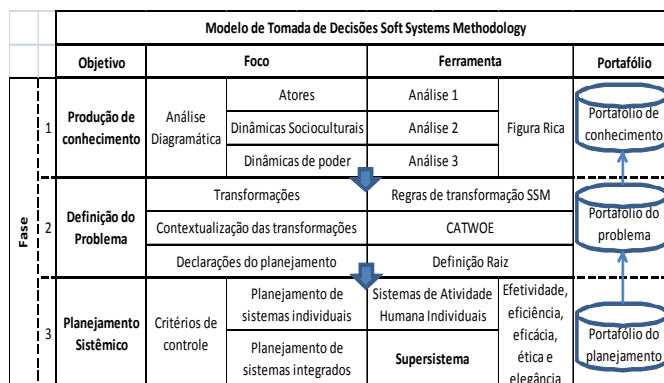 Modelo de Tomada de Decisões Soft Systems Methodology
Objetivo Foco Ferramenta Portafólio
Fase
1
Produção de
conhecimento
Análise
Diagramática
Atores
Dinâmicas Socioculturais
Dinâmicas de poder
Análise 1
Análise 2
Análise 3
Figura Rica
Portafólio de
conhecimento
2
Definição do
Problema
Transformações
Contextualização das transformações
Declarações do planejamento
Regras de transformação SSM
CATWOE
Definição Raiz
Portafólio do
problema
3
Planejamento
Sistêmico
Critérios de
controle
Planejamento de
sistemas individuais
Planejamento de
sistemas integrados
Sistemas de Atividade
Humana Individuais
Supersistema
Efetividade,
eficiência,
eficácia,
ética e
elegância
Portafólio do
planejamento